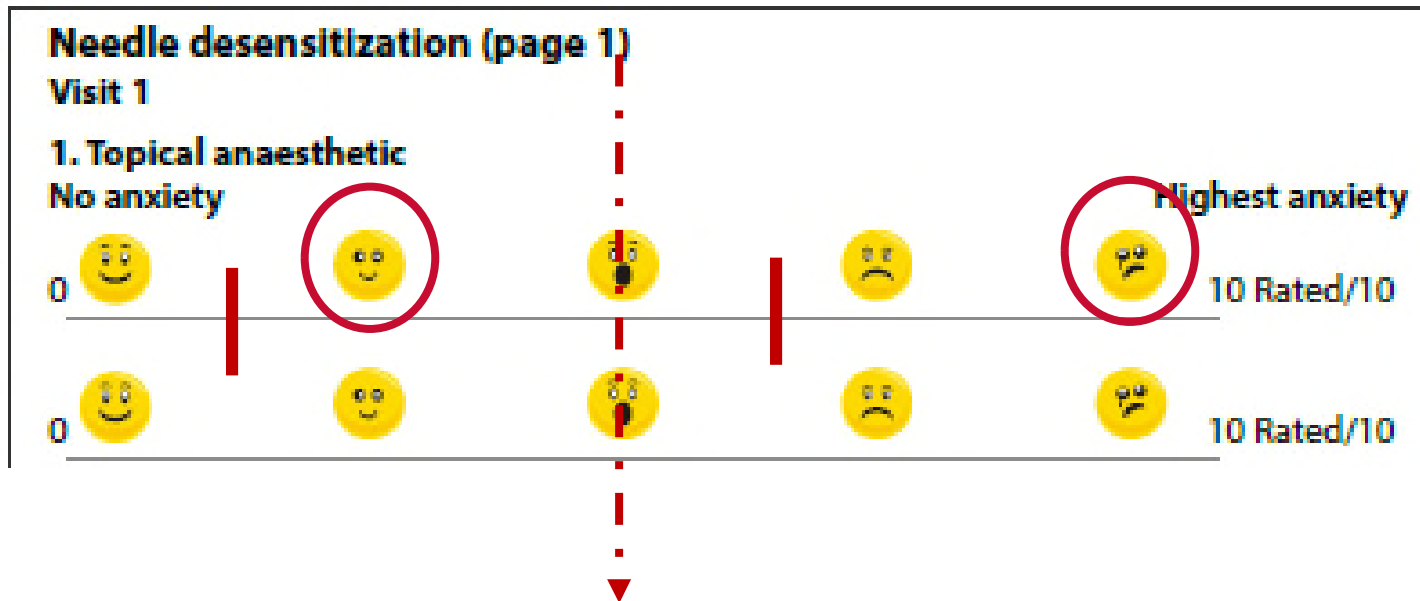 Needle desensitization (page 1)
Visit 1
1. Topical anaesthetic
No anxiety Highest anxiety
0 10 Rated/10
0 10 Rated/10